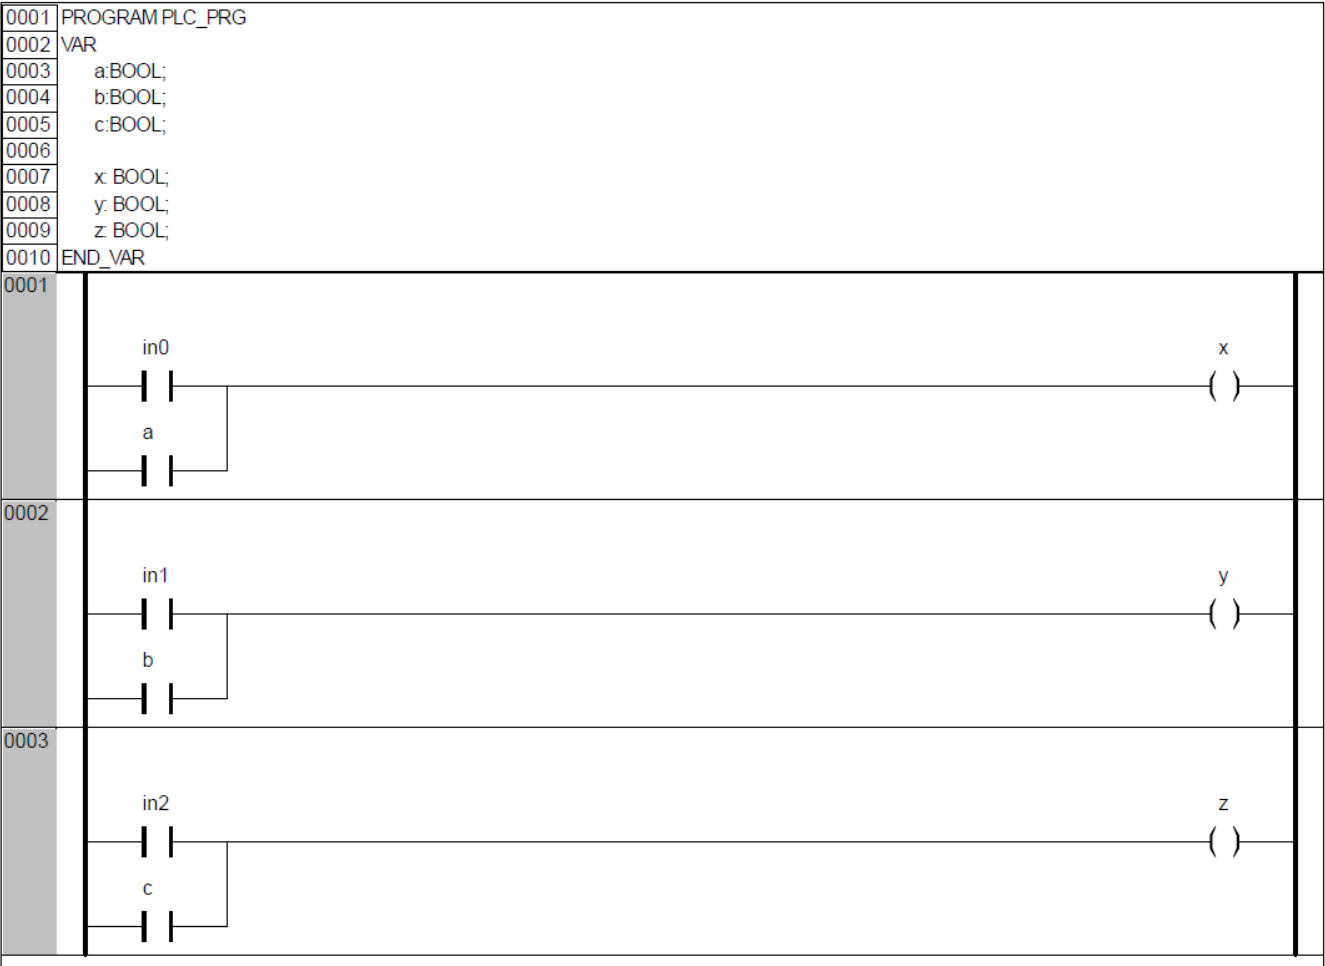 0001 PROGRAM PLC_PRG
0002 VAR
0003 a:BOOL;
0004 b:BOOL;
0005 c:BOOL;
0006
0007 x: BOOL;
0008 y: BOOL;
0009 z: BOOL;
0010 END_VAR
0001
in0 x
( )
a
0002
in1 y
( )
b
0003
in2 z
( )
c